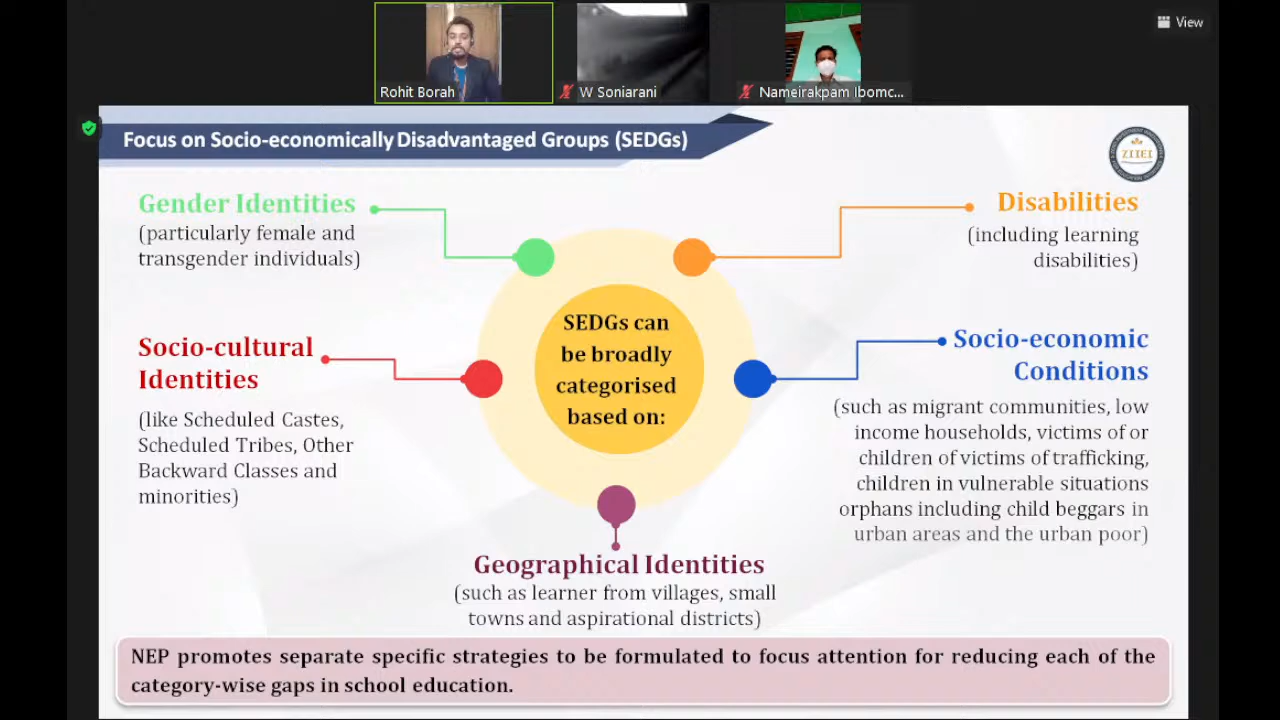 View
Rohit Borah
W Soniarani
Nameirakpam Ibomc...
Focus on Socio-economically Disadvantaged Groups (SEDGs)
ZIIEI
Gender Identities
(particularly female and
transgender individuals)
Disabilities
(including learning
disabilities)
SEDGs can
be broadly
categorised
based on:
Socio-cultural
Identities
(like Scheduled Castes,
Scheduled Tribes, Other
Backward Classes and
minorities)
Socio-economic
Conditions
(such as migrant communities, low
income households, victims of or
children of victims of trafficking,
children in vulnerable situations
orphans including child beggars in
urban areas and the urban poor)
Geographical Identities
(such as learner from villages, small
towns and aspirational districts)
NEP promotes separate specific strategies to be formulated to focus attention for reducing each of the
category-wise gaps in school education.